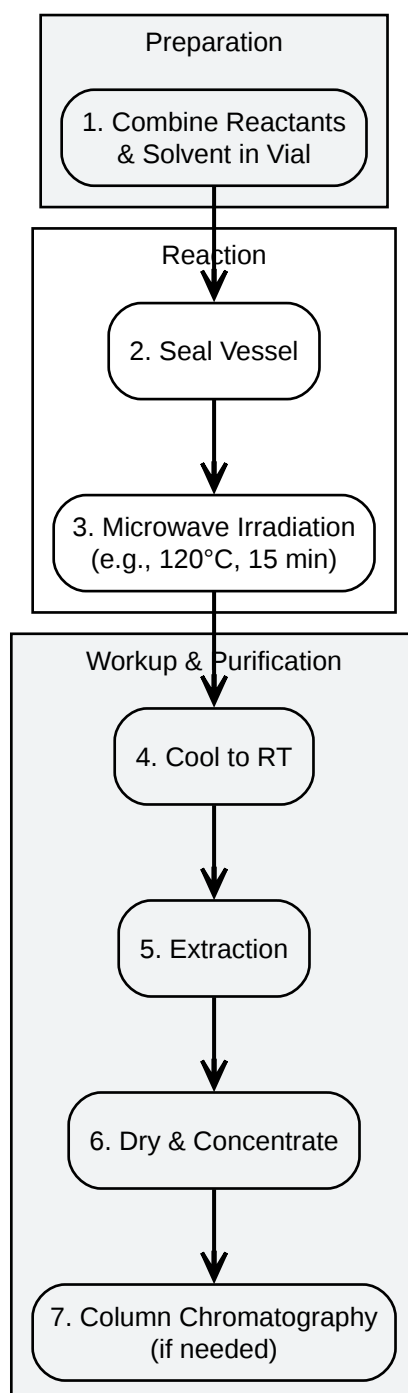 Preparation
1. Combine Reactants
& Solvent in Vial
Reaction
2. Seal Vessel
3. Microwave Irradiation
(e.g., 120°C, 15 min)
Workup & Purification
4. Cool to RT
5. Extraction
6. Dry & Concentrate
7. Column Chromatography
(if needed)